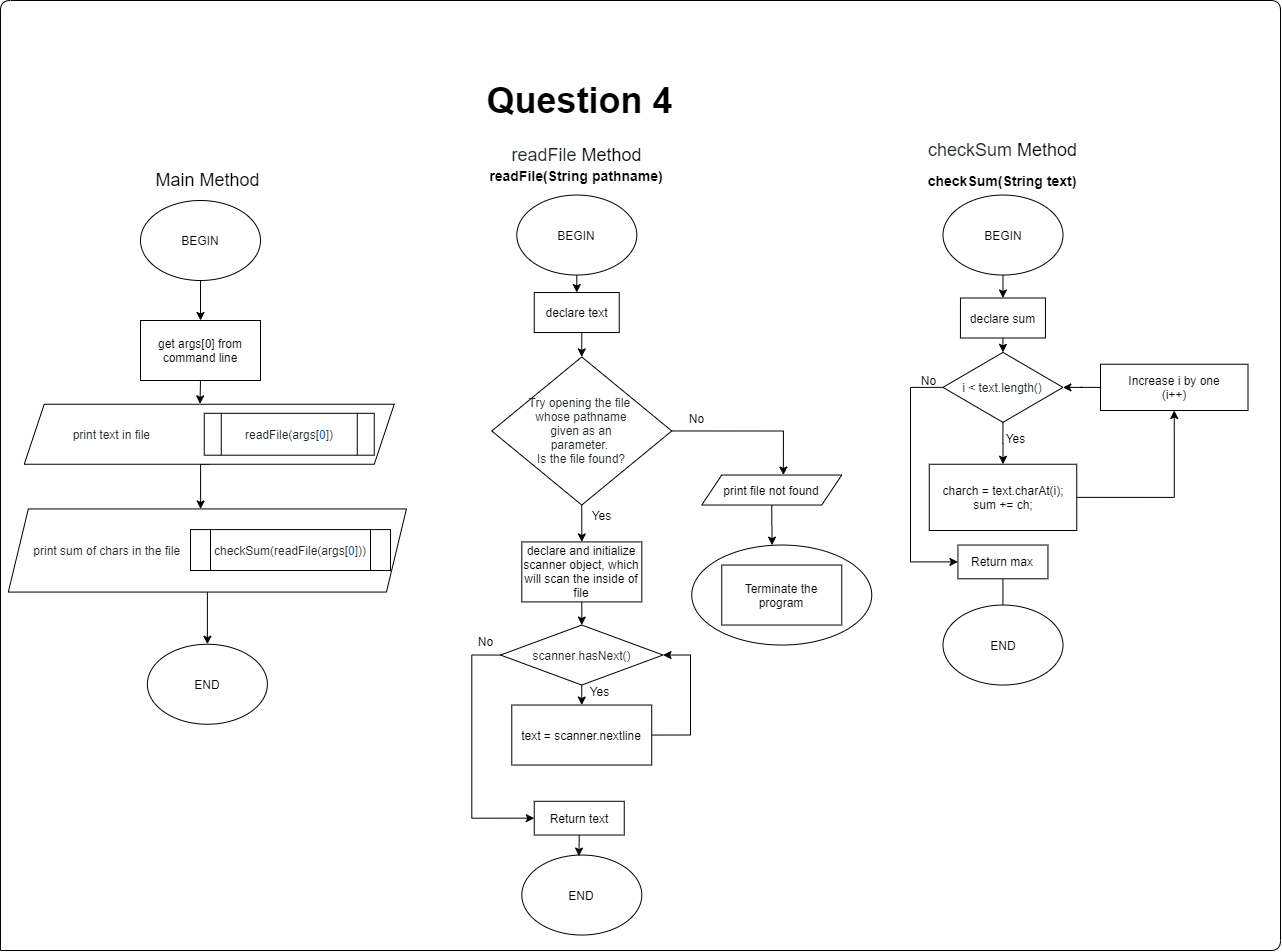 Question 4
Main Method
BEGIN
get args[0] from
command line
print text in file
readFile(args[0])
print sum of chars in the file
checkSum(readFile(args[0]))
END
readFile Method
readFile(String pathname)
BEGIN
declare text
Try opening the file
whose pathname
given as an
parameter.
Is the file found?
No
print file not found
Terminate the
program
Yes
declare and initialize
scanner object, which
will scan the inside of
file
scanner.hasNext()
No
Yes
text = scanner.nextline
Return text
END
checkSum Method
checkSum(String text)
BEGIN
declare sum
i < text.length()
No
Increase i by one
(i++)
Yes
charch = text.charAt(i);
sum += ch;
Return max
END